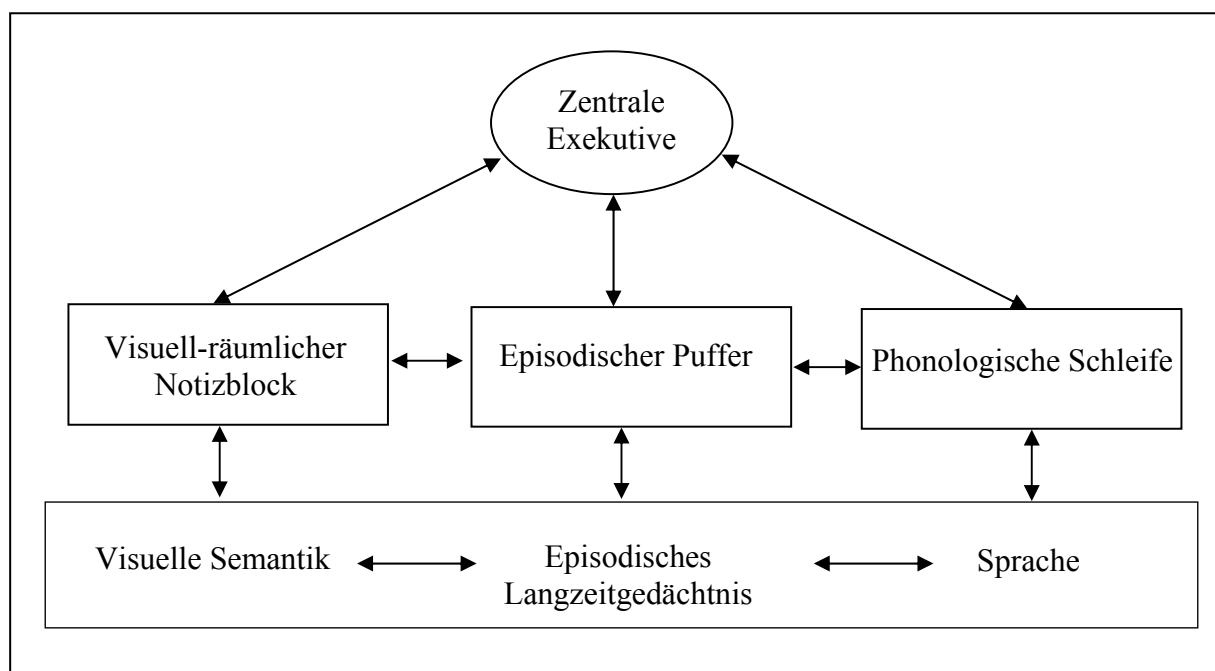 Zentrale
Exekutive
Visuell-räumlicher
Notizblock
Episodischer Puffer
Phonologische Schleife
Visuelle Semantik
Episodisches
Langzeitgedächtnis
Sprache